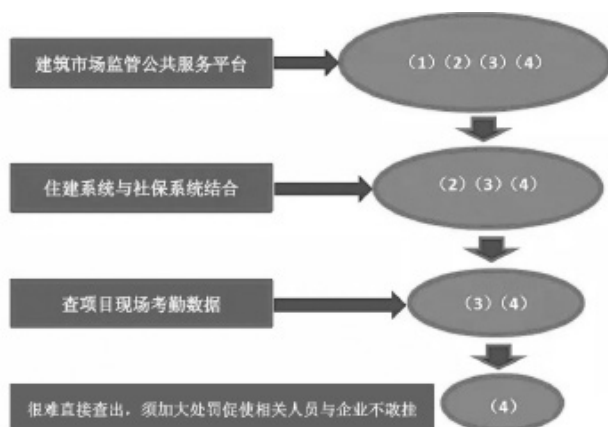 建筑市场监管公共服务平台
(1)(2)(3)(4)
住建系统与社保系统结合
(2)(3)(4)
查项目现场考勤数据
(3)(4)
很难直接查出，须加大处罚促使相关人员与企业不敢挂
(4)